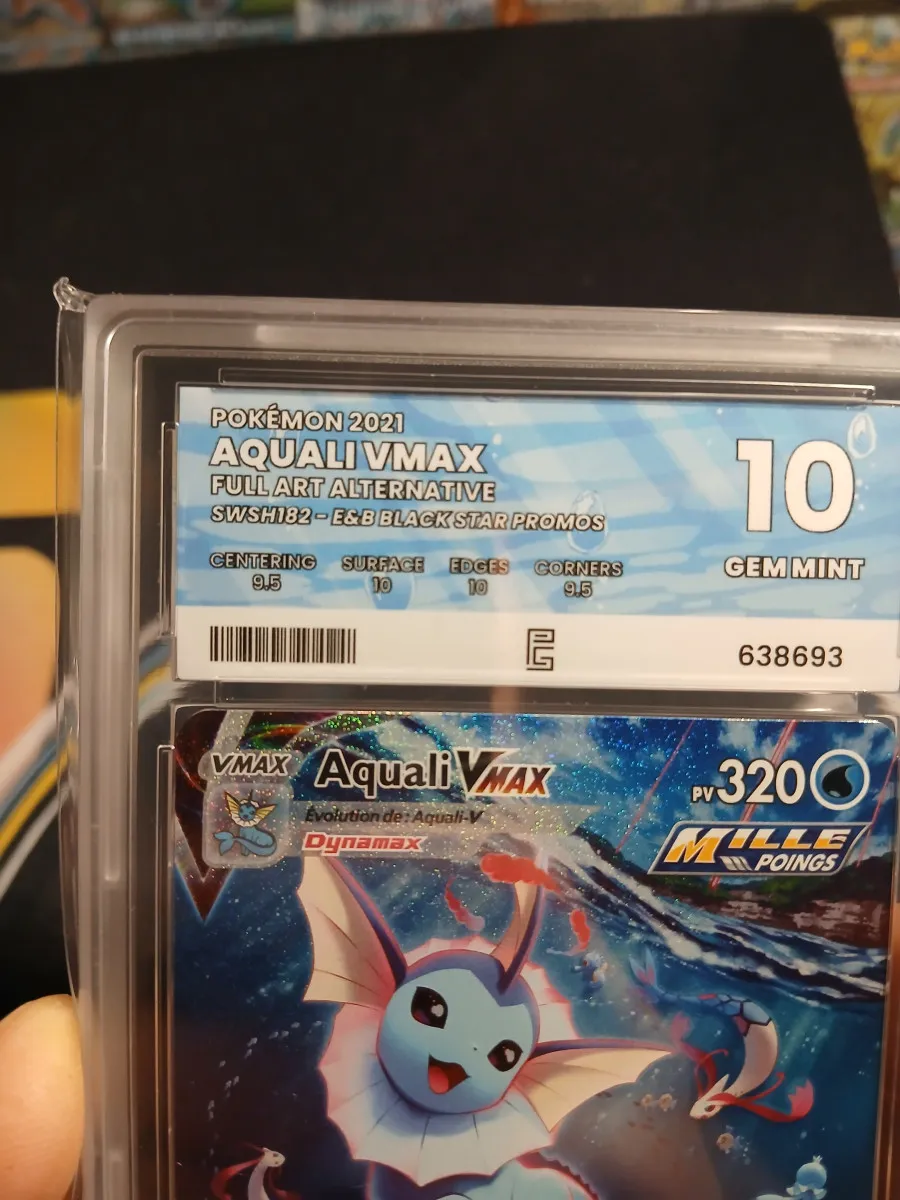 POKÉMON 2021
AQUALI VMAX
FULL ART ALTERNATIVE
SWSH182 - E&B BLACK STAR PROMOS
CENTERING SURFACE EDGES CORNERS
9.5 10 10 9.5
10
GEM MINT
638693
VMAX Aquali VMAX PV 320
Évolution de : Aquali-V
Dynamax
MILLE POINGS